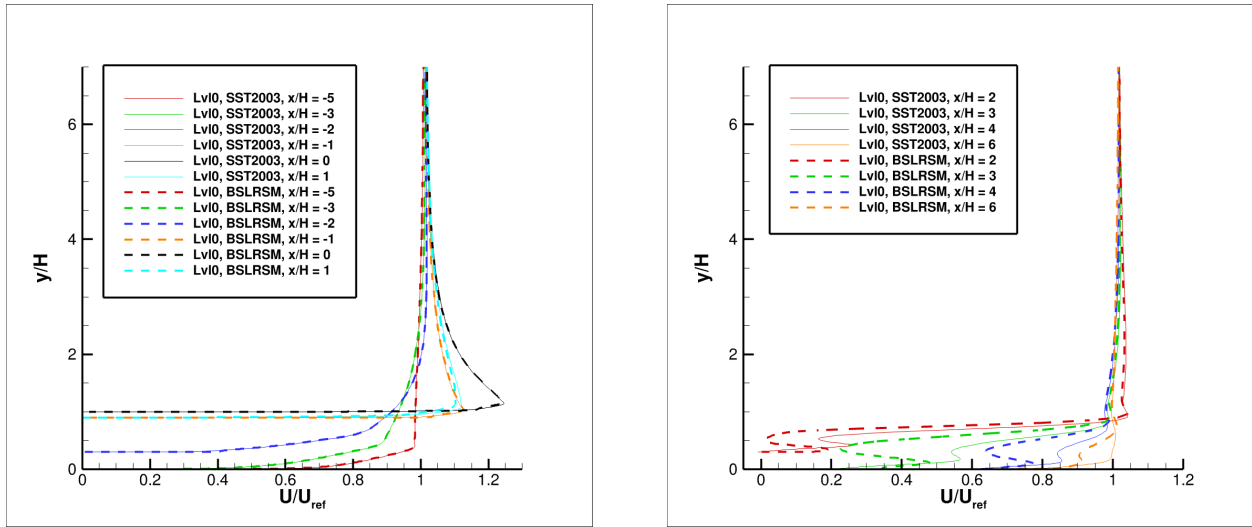 Lvl0, SST2003, x/H = -5
Lvl0, SST2003, x/H = -3
Lvl0, SST2003, x/H = -2
Lvl0, SST2003, x/H = -1
Lvl0, SST2003, x/H = 0
Lvl0, SST2003, x/H = 1
Lvl0, BSLRSM, x/H = -5
Lvl0, BSLRSM, x/H = -3
Lvl0, BSLRSM, x/H = -2
Lvl0, BSLRSM, x/H = -1
Lvl0, BSLRSM, x/H = 0
Lvl0, BSLRSM, x/H = 1
y/H
6
4
2
0
0 0.2 0.4 0.6 0.8 1 1.2
U/Uref
Lvl0, SST2003, x/H = 2
Lvl0, SST2003, x/H = 3
Lvl0, SST2003, x/H = 4
Lvl0, SST2003, x/H = 6
Lvl0, BSLRSM, x/H = 2
Lvl0, BSLRSM, x/H = 3
Lvl0, BSLRSM, x/H = 4
Lvl0, BSLRSM, x/H = 6
y/H
6
4
2
0
0 0.2 0.4 0.6 0.8 1 1.2
U/Uref